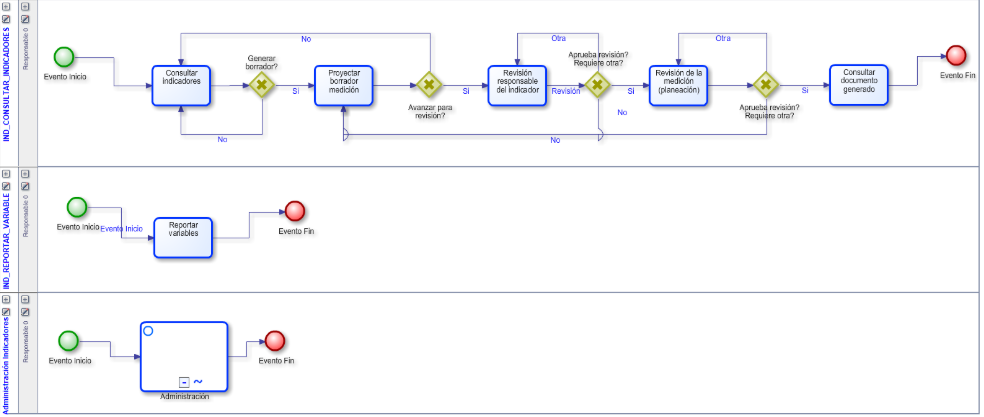 IND_CONSULTAR_INDICADORES
Responsable 0
Evento Inicio
No
Consultar
indicadores
Generar
borrador?
Si
No
Proyectar
borrador
medición
Avanzar para
revisión?
Si
Otra
Revisión
responsable
del indicador
Revisión
Aprueba revisión?
Requiere otra?
Si
No
Otra
Revisión de la
medición
(planeación)
Aprueba revisión?
Requiere otra?
No
Si
Consultar
documento
generado
Evento Fin
IND_REPORTAR_VARIABLE
Responsable 0
Evento Inicio
Evento Inicio
Reportar
variables
Evento Fin
Administración Indicadores
Responsable 0
Evento Inicio
Administración
Evento Fin